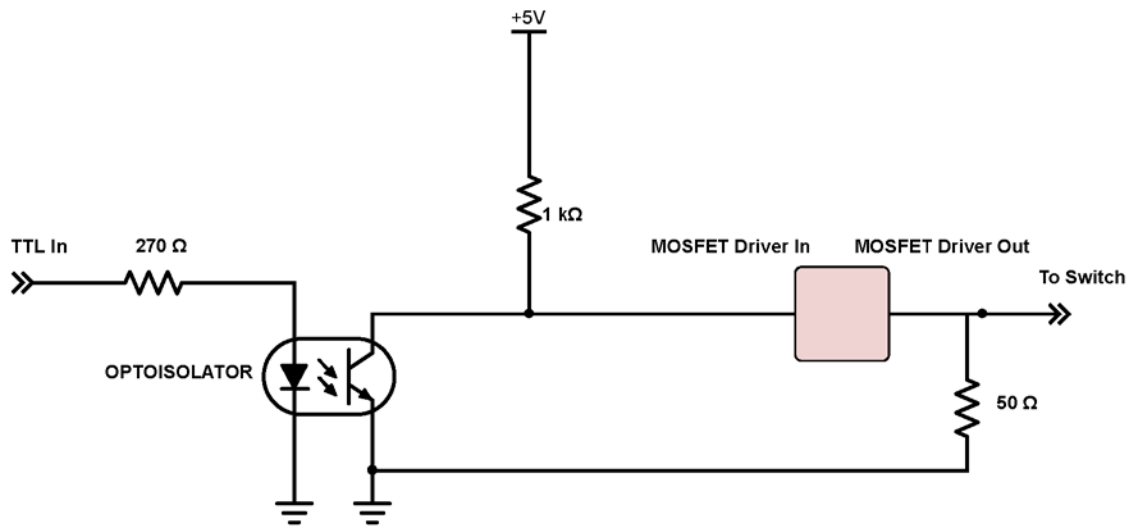 +5V
1 kΩ
TTL In
270 Ω
MOSFET Driver In
MOSFET Driver Out
To Switch
OPTOISOLATOR
50 Ω